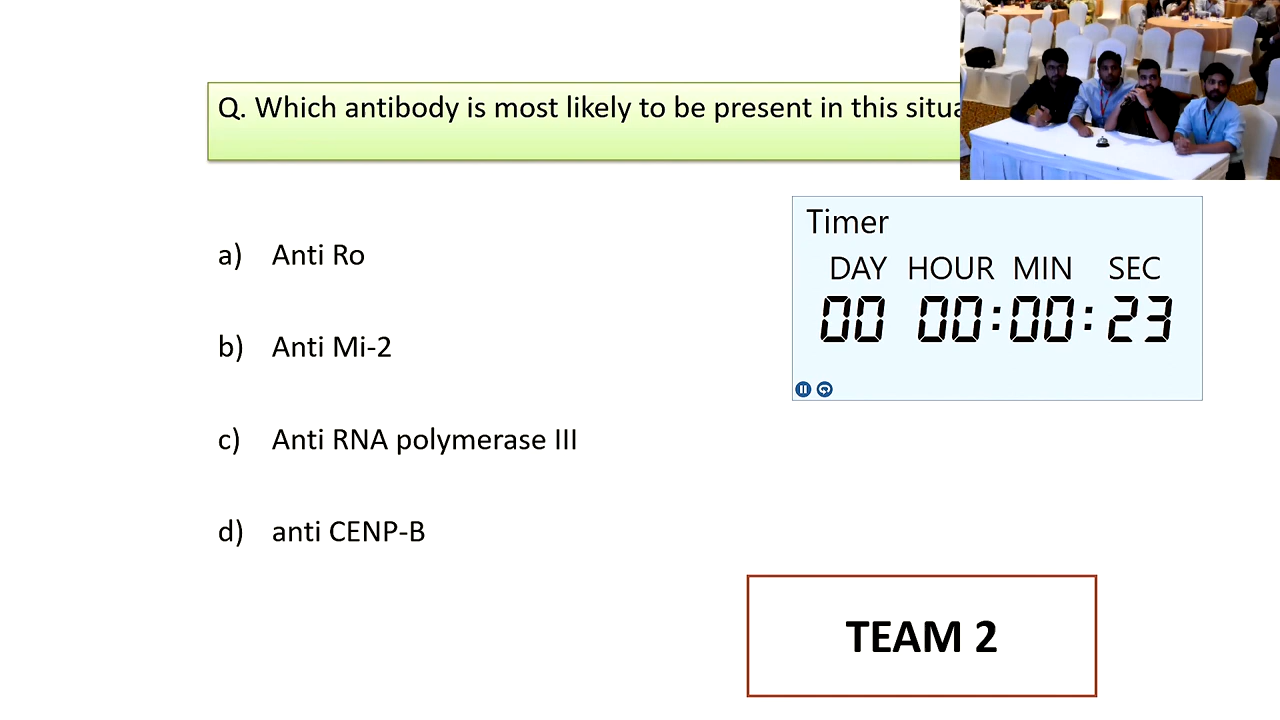 Q. Which antibody is most likely to be present in this
a) Anti Ro
b) Anti Mi-2
c) Anti RNA polymerase III
d) anti CENP-B
Timer
DAY HOUR MIN SEC
00 00:00:23
TEAM 2